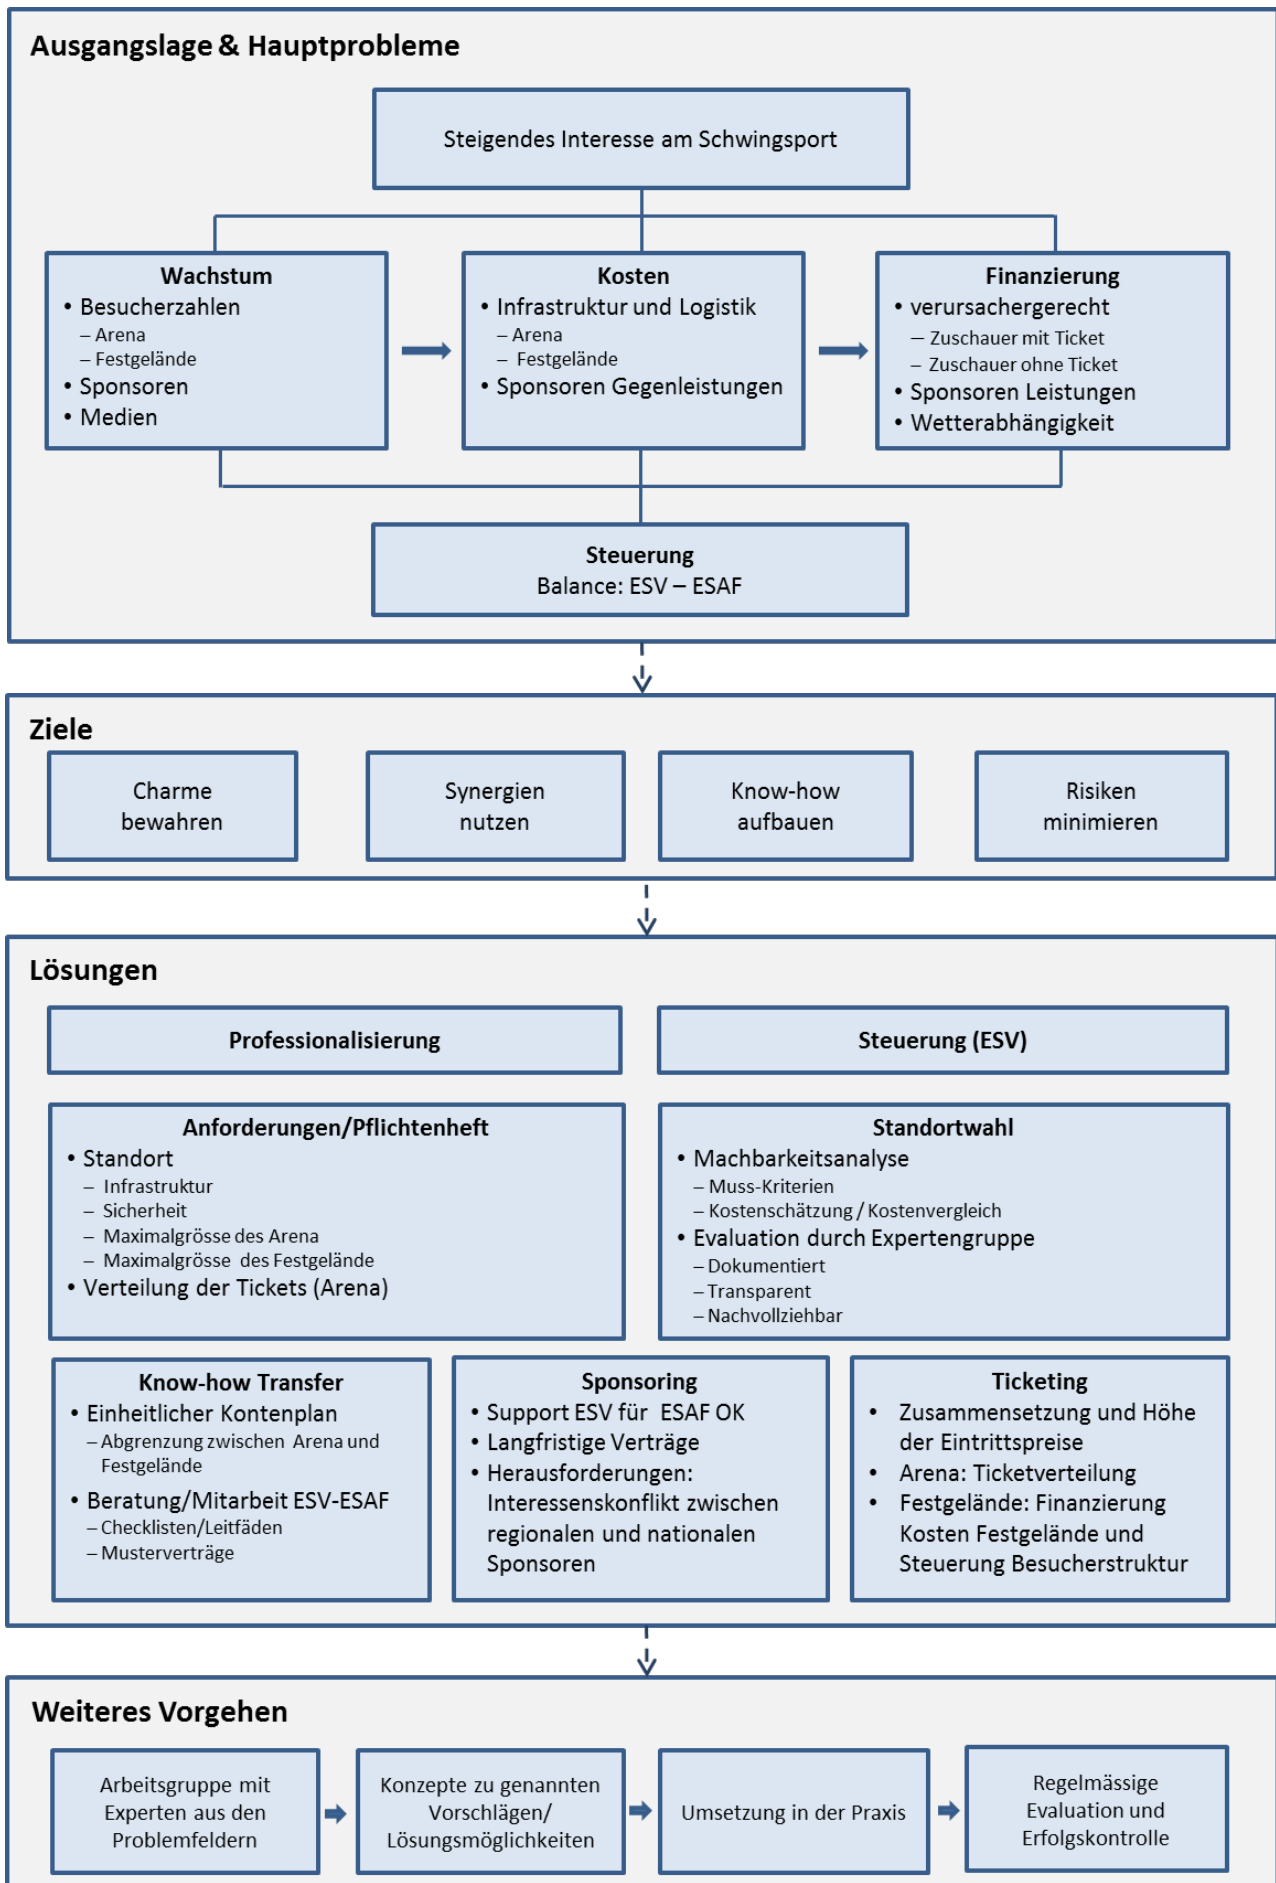 Ausgangslage & Hauptprobleme
Steigendes Interesse am Schwingsport
Wachstum
• Besucherzahlen
– Arena
– Festgelände
• Sponsoren
• Medien
Kosten
• Infrastruktur und Logistik
– Arena
– Festgelände
• Sponsoren Gegenleistungen
Finanzierung
• verursachergerecht
– Zuschauer mit Ticket
– Zuschauer ohne Ticket
• Sponsoren Leistungen
• Wetterabhängigkeit
Steuerung
Balance: ESV – ESAF
Ziele
Charme
bewahren
Synergien
nutzen
Know-how
aufbauen
Risiken
minimieren
Lösungen
Professionalisierung
Steuerung (ESV)
Anforderungen/Pflichtenheft
• Standort
– Infrastruktur
– Sicherheit
– Maximalgrösse des Arena
– Maximalgrösse des Festgelände
• Verteilung der Tickets (Arena)
Standortwahl
• Machbarkeitsanalyse
– Muss-Kriterien
– Kostenschätzung / Kostenvergleich
• Evaluation durch Expertengruppe
– Dokumentiert
– Transparent
– Nachvollziehbar
Know-how Transfer
• Einheitlicher Kontenplan
– Abgrenzung zwischen Arena und
Festgelände
• Beratung/Mitarbeit ESV-ESAF
– Checklisten/Leitfäden
– Musterverträge
Sponsoring
• Support ESV für ESAF OK
• Langfristige Verträge
• Herausforderungen:
Interessenskonflikt zwischen
regionalen und nationalen
Sponsoren
Ticketing
• Zusammensetzung und Höhe
der Eintrittspreise
• Arena: Ticketverteilung
• Festgelände: Finanzierung
Kosten Festgelände und
Steuerung Besucherstruktur
Weiteres Vorgehen
Arbeitsgruppe mit
Experten aus den
Problemfeldern
Konzepte zu genannten
Vorschlägen/
Lösungsmöglichkeiten
Umsetzung in der Praxis
Regelmässige
Evaluation und
Erfolgskontrolle